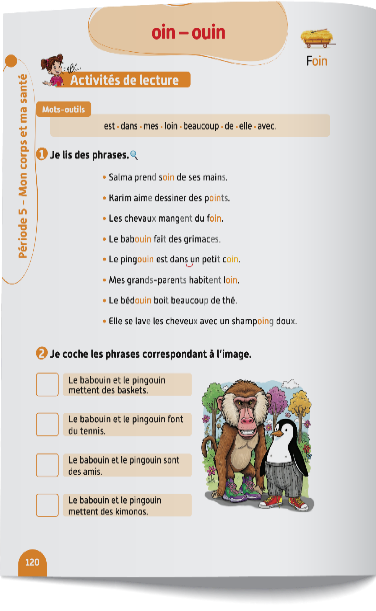 oin – ouin
Foin
Activités de lecture
Période 5 – Mon corps et ma santé
Mots-outils
est • dans • mes • loin • beaucoup • de • elle • avec.
1 Je lis des phrases.
• Salma prend soin de ses mains.
• Karim aime dessiner des points.
• Les chevaux mangent du foin.
• Le babouin fait des grimaces.
• Le pingouin est dans un petit coin.
• Mes grands-parents habitent loin.
• Le bédouin boit beaucoup de thé.
• Elle se lave les cheveux avec un shampoing doux.
2 Je coche les phrases correspondant à l'image.
Le babouin et le pingouin
mettent des baskets.
Le babouin et le pingouin font
du tennis.
Le babouin et le pingouin sont
des amis.
Le babouin et le pingouin
mettent des kimonos.
120